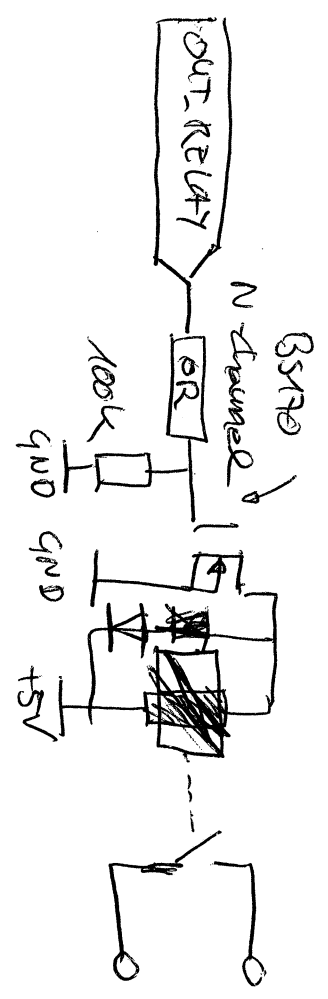 OUT_RELAY
BS170
N-channel
0R
100k
GND
GND
+5V